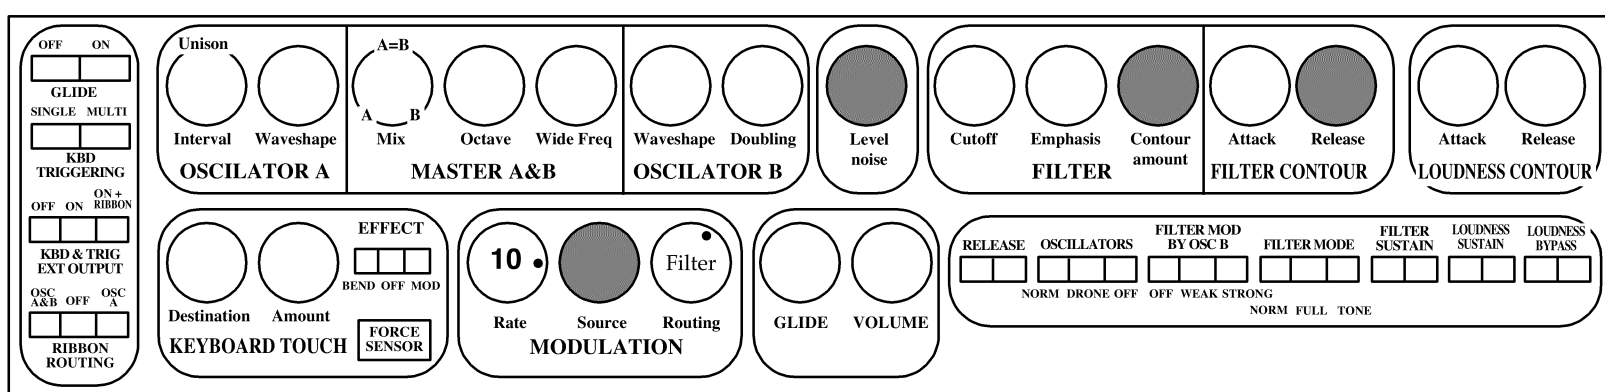 OFF ON
GLIDE
SINGLE MULTI
KBD
TRIGGERING
OFF ON ON +
RIBBON
KBD & TRIG
EXT OUTPUT
OSC
A&B OFF OSC
A
RIBBON
ROUTING
Unison
Interval Waveshape
OSCILATOR A
A=B
A B
Mix Octave Wide Freq
MASTER A&B
Waveshape Doubling
OSCILATOR B
Level
noise
Cutoff Emphasis Contour
amount
FILTER
Attack Release
FILTER CONTOUR
Attack Release
LOUDNESS CONTOUR
Destination Amount
KEYBOARD TOUCH
EFFECT
BEND OFF MOD
FORCE
SENSOR
10 Filter
Rate Source Routing
MODULATION
GLIDE VOLUME
RELEASE
OSCILLATORS
NORM DRONE OFF
FILTER MOD
BY OSC B
OFF WEAK STRONG
FILTER MODE
NORM FULL TONE
FILTER
SUSTAIN
LOUDNESS
SUSTAIN
LOUDNESS
BYPASS